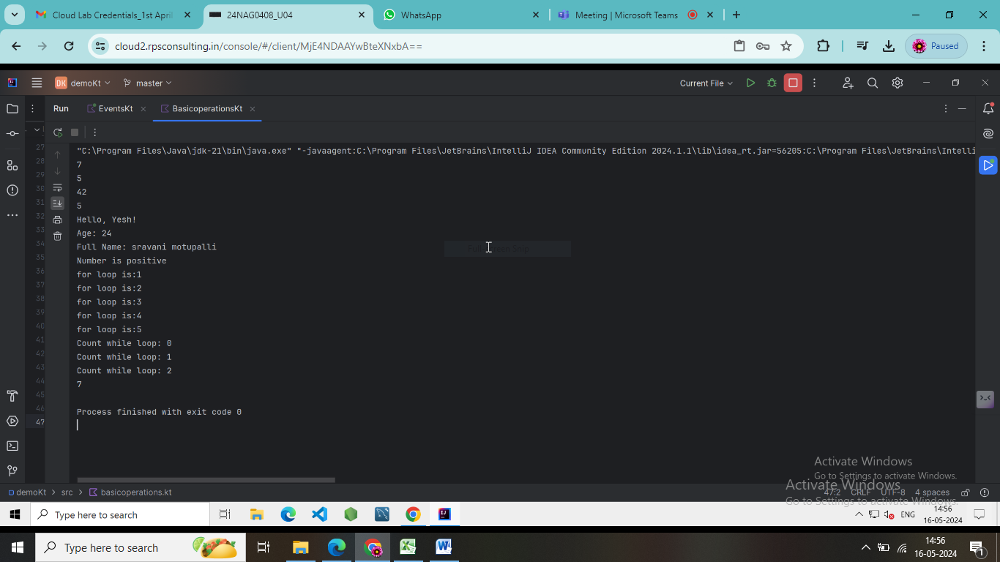 Cloud Lab Credentials_1st April
24NAG0408_U04
WhatsApp
Meeting | Microsoft Teams
cloud2.rpsconsulting.in/console/#/client/MjE4NDAAYwBteXNxbA==
Paused
DK demoKt
master
Current File
Run
EventsKt
BasicoperationsKt
"C:\Program Files\Java\jdk-21\bin\java.exe" "-javaagent:C:\Program Files\JetBrains\IntelliJ IDEA Community Edition 2024.1.1\lib\idea_rt.jar=56205:C:\Program Files\JetBrains\Intelli
7
5
42
5
Hello, Yesh!
Age: 24
Full Name: sravani motupalli
Number is positive
for loop is:1
for loop is:2
for loop is:3
for loop is:4
for loop is:5
Count while loop: 0
Count while loop: 1
Count while loop: 2
7
Process finished with exit code 0
27
28
29
30
31
32
33
34
35
36
37
38
39
40
41
42
43
44
45
46
47
Activate Windows
Go to Settings to activate Windows.
Activate Windows
Go to Settings to activate Windows.
demoKt > src > basicoperations.kt
47:2 CRLF UTF-8 4 spaces
Type here to search
ENG
14:56
16-05-2024
Type here to search
14:56
16-05-2024
1